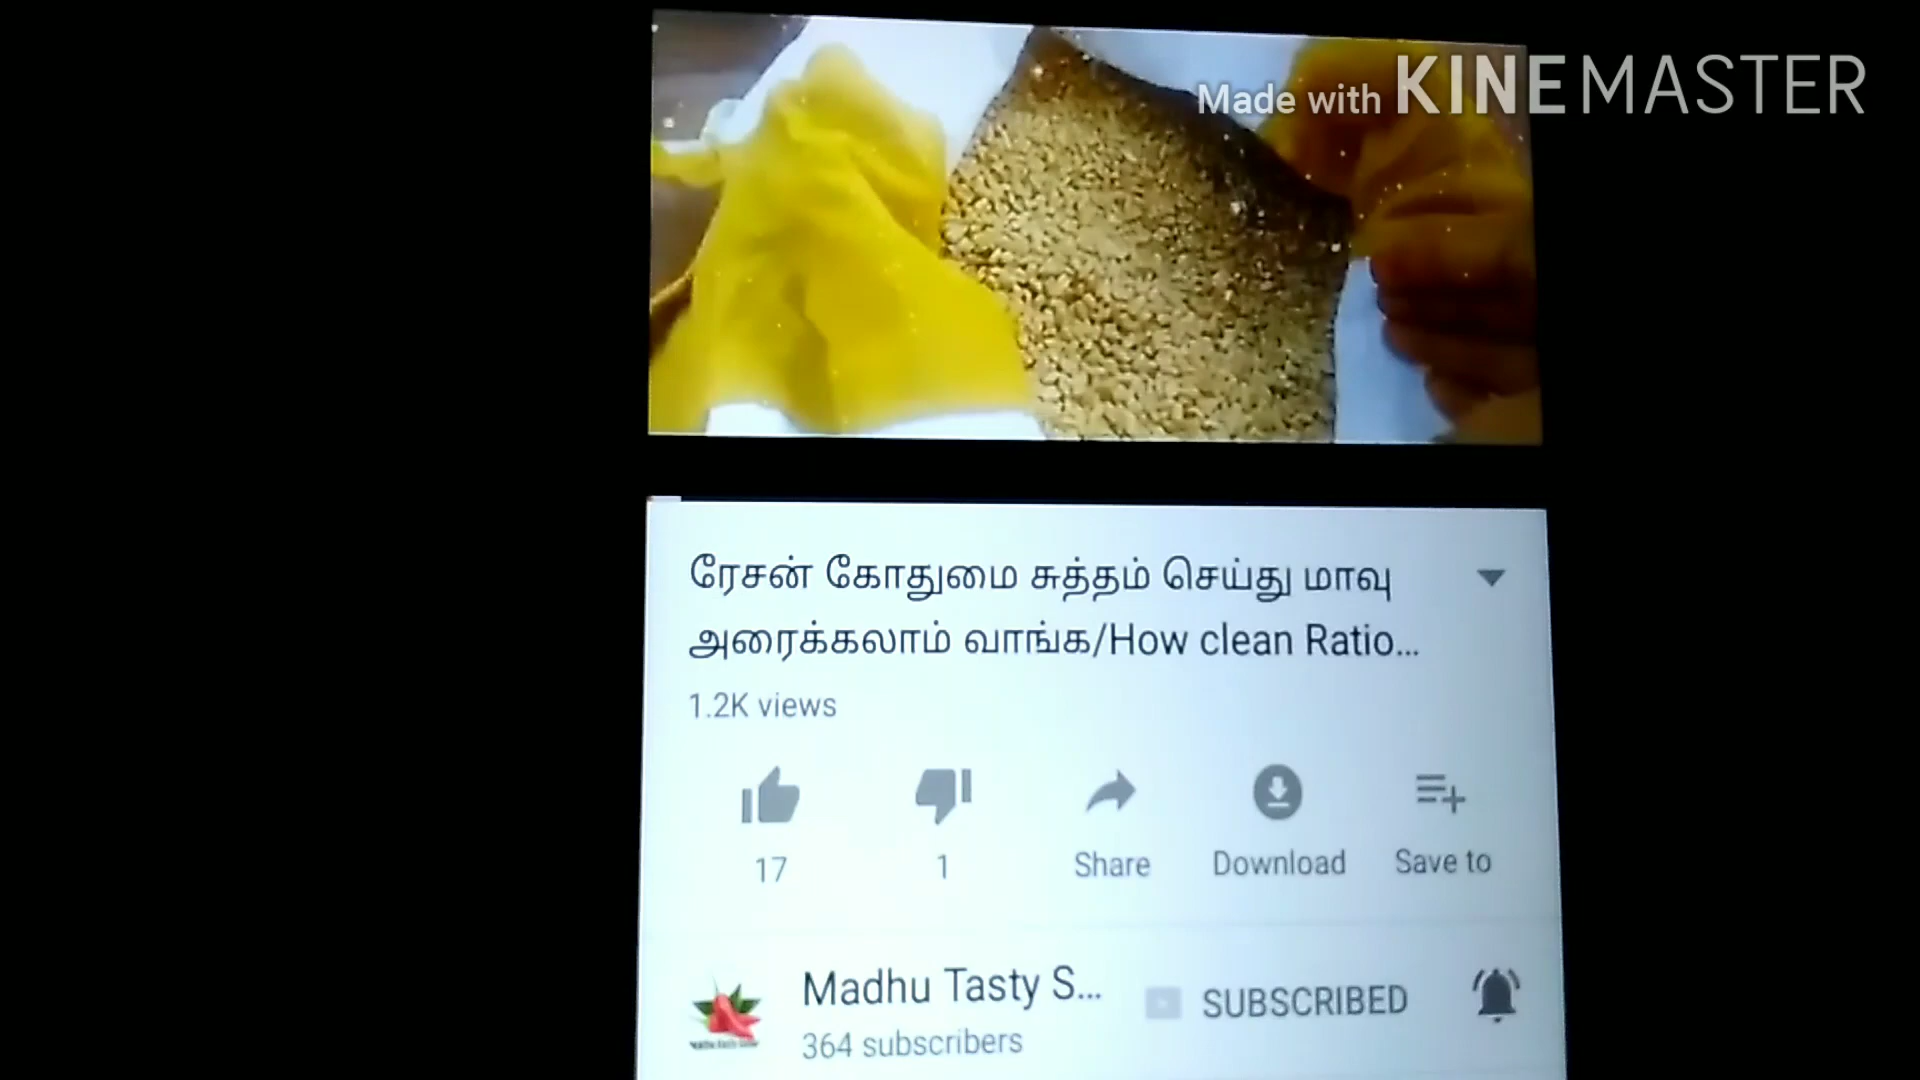 Made with KINEMASTER
ரேசன் கோதுமை சுத்தம் செய்து மாவு
அரைக்கலாம் வாங்க/How clean Ratio...
1.2K views
17
1
Share
Download
Save to
Madhu Tasty S...
SUBSCRIBED
364 subscribers